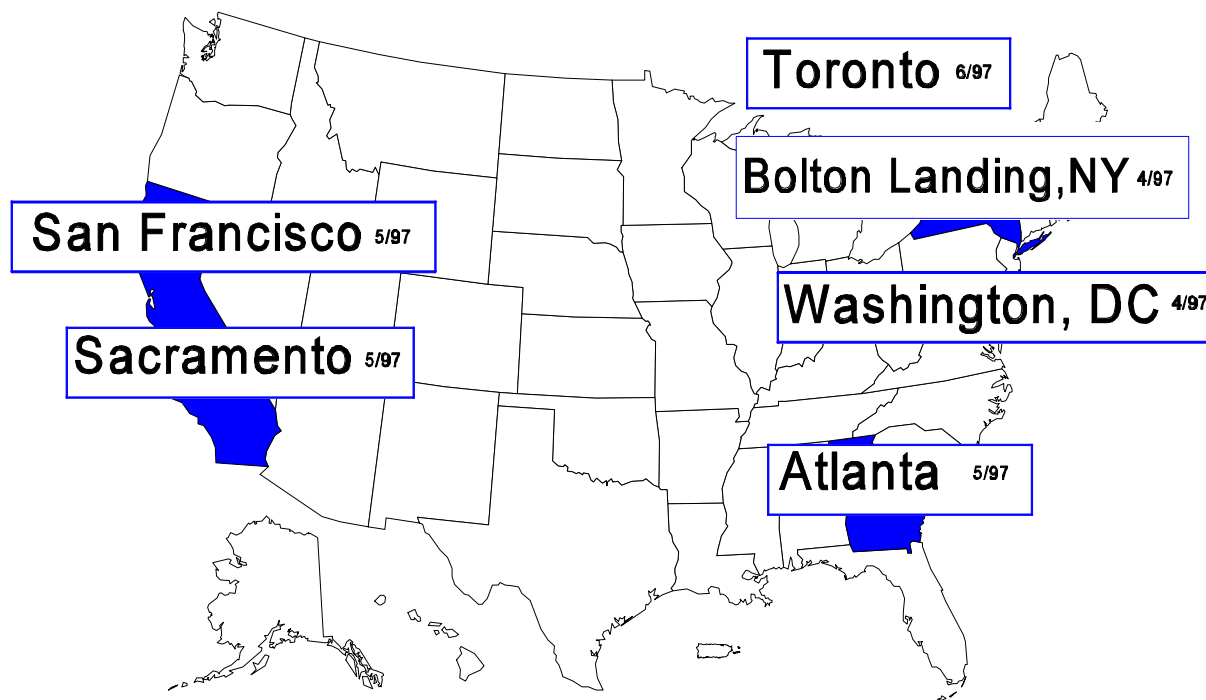 Toronto 6/97
Bolton Landing,NY 4/97
San Francisco 5/97
Washington, DC 4/97
Sacramento 5/97
Atlanta 5/97